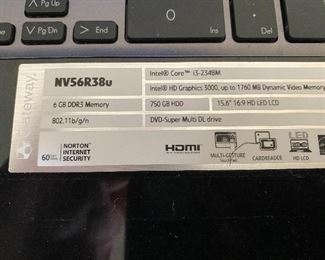 ∧ Pg Up
0
Ins
∨ Pg Dn
> End
Gateway
NV56R38u
Intel® Core™ i3-2348M
Intel® HD Graphics 3000, up to 1760 MB Dynamic Video Memory
6 GB DDR3 Memory
750 GB HDD
15.6" 16:9 HD LED LCD
802.11b/g/n
DVD-Super Multi DL drive
60
NORTON
INTERNET
SECURITY
HDMI
MULTI-GESTURE
CARDREADER
LED
HD LCD